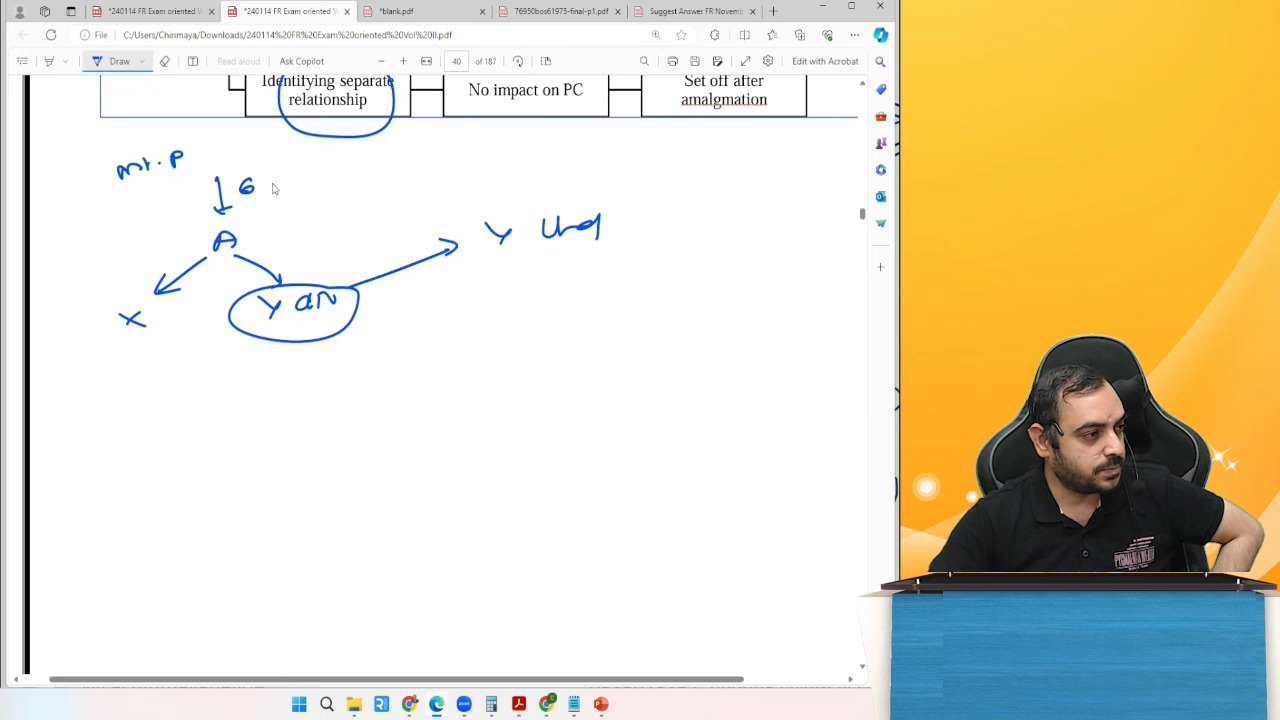 *240114 FR Exam oriented V
*240114 FR Exam oriented V
*blank.pdf
76950bos61975-final-p1.pdf
Suggest Answer FR Novemb
File
C:/Users/Chinmaya/Downloads/240114%20FR%20Exam%20oriented%20Vol%20II.pdf
Draw
Read aloud
Ask Copilot
40 of 187
Edit with Acrobat
Identifying separate
relationship
No impact on PC
Set off after
amalgmation
Mr. P
6
A
X
Y
Y